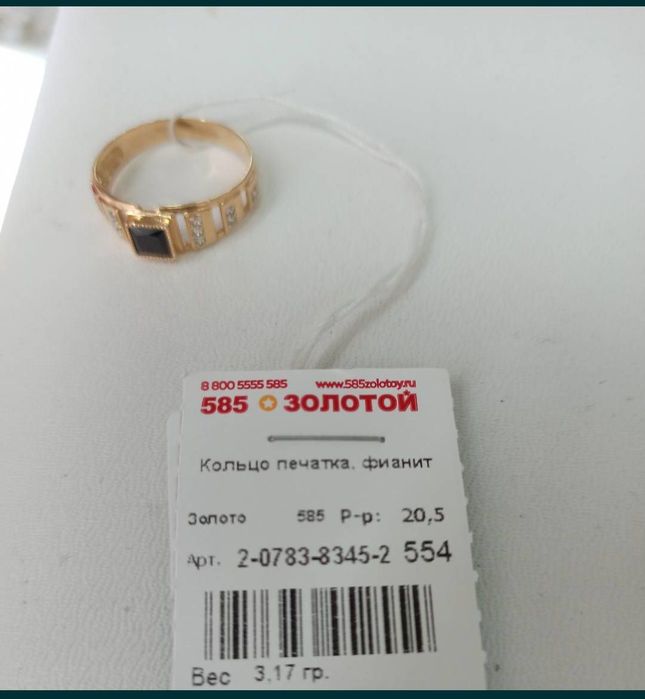 8 800 5555 585 www.585zolotoy.ru
585 ЗОЛОТОЙ
Кольцо печатка, фианит
Золото 585 Р-р: 20,5
Арт. 2-0783-8345-2 554
Вес 3,17 гр.